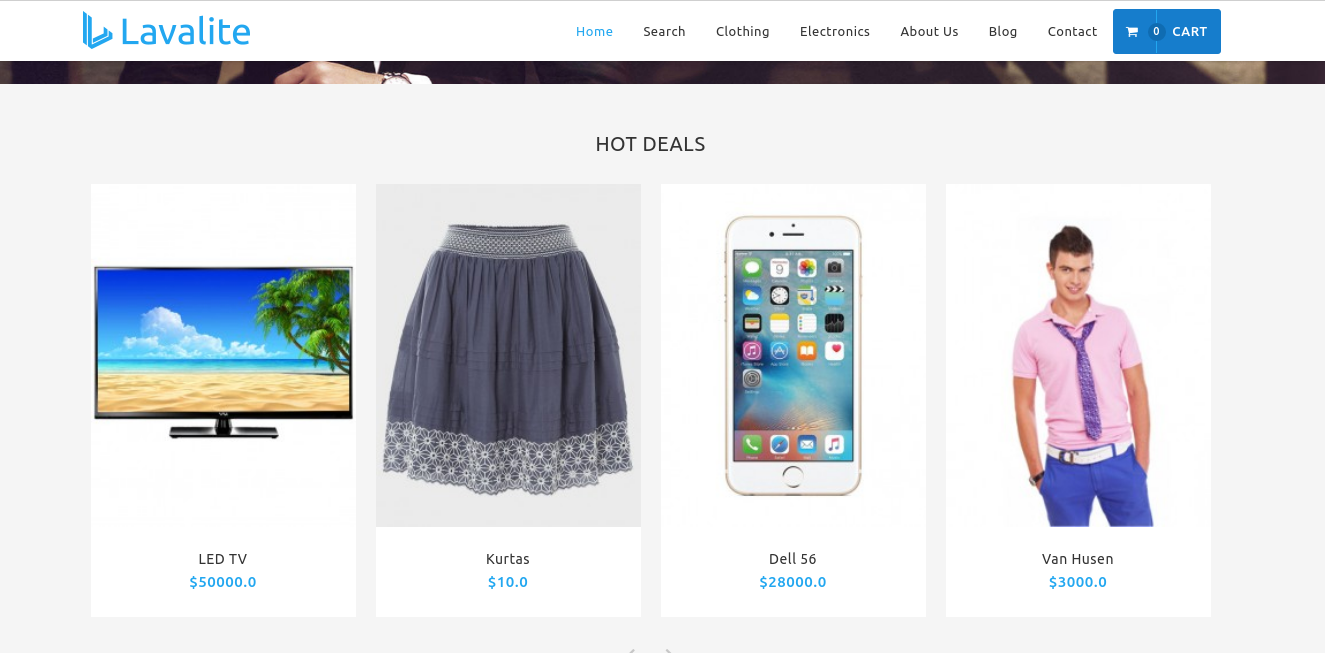 Lavalite
Home Search Clothing Electronics About Us Blog Contact 0 CART
HOT DEALS
LED TV
$50000.0
Kurtas
$10.0
Dell 56
$28000.0
Van Husen
$3000.0